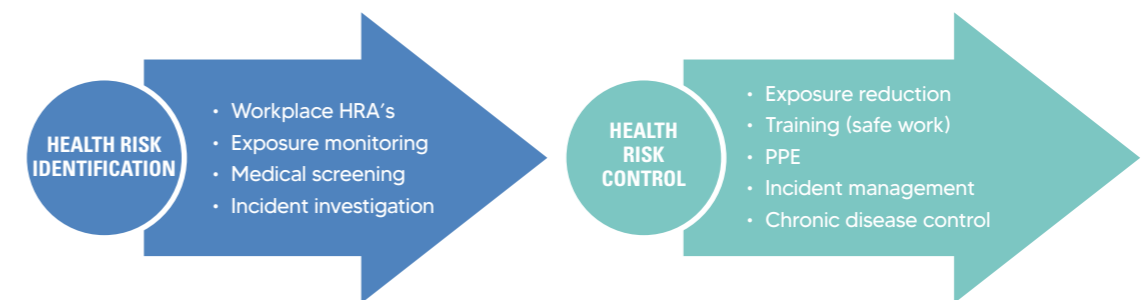 HEALTH RISK
IDENTIFICATION
• Workplace HRA's
• Exposure monitoring
• Medical screening
• Incident investigation
HEALTH
RISK
CONTROL
• Exposure reduction
• Training (safe work)
• PPE
• Incident management
• Chronic disease control